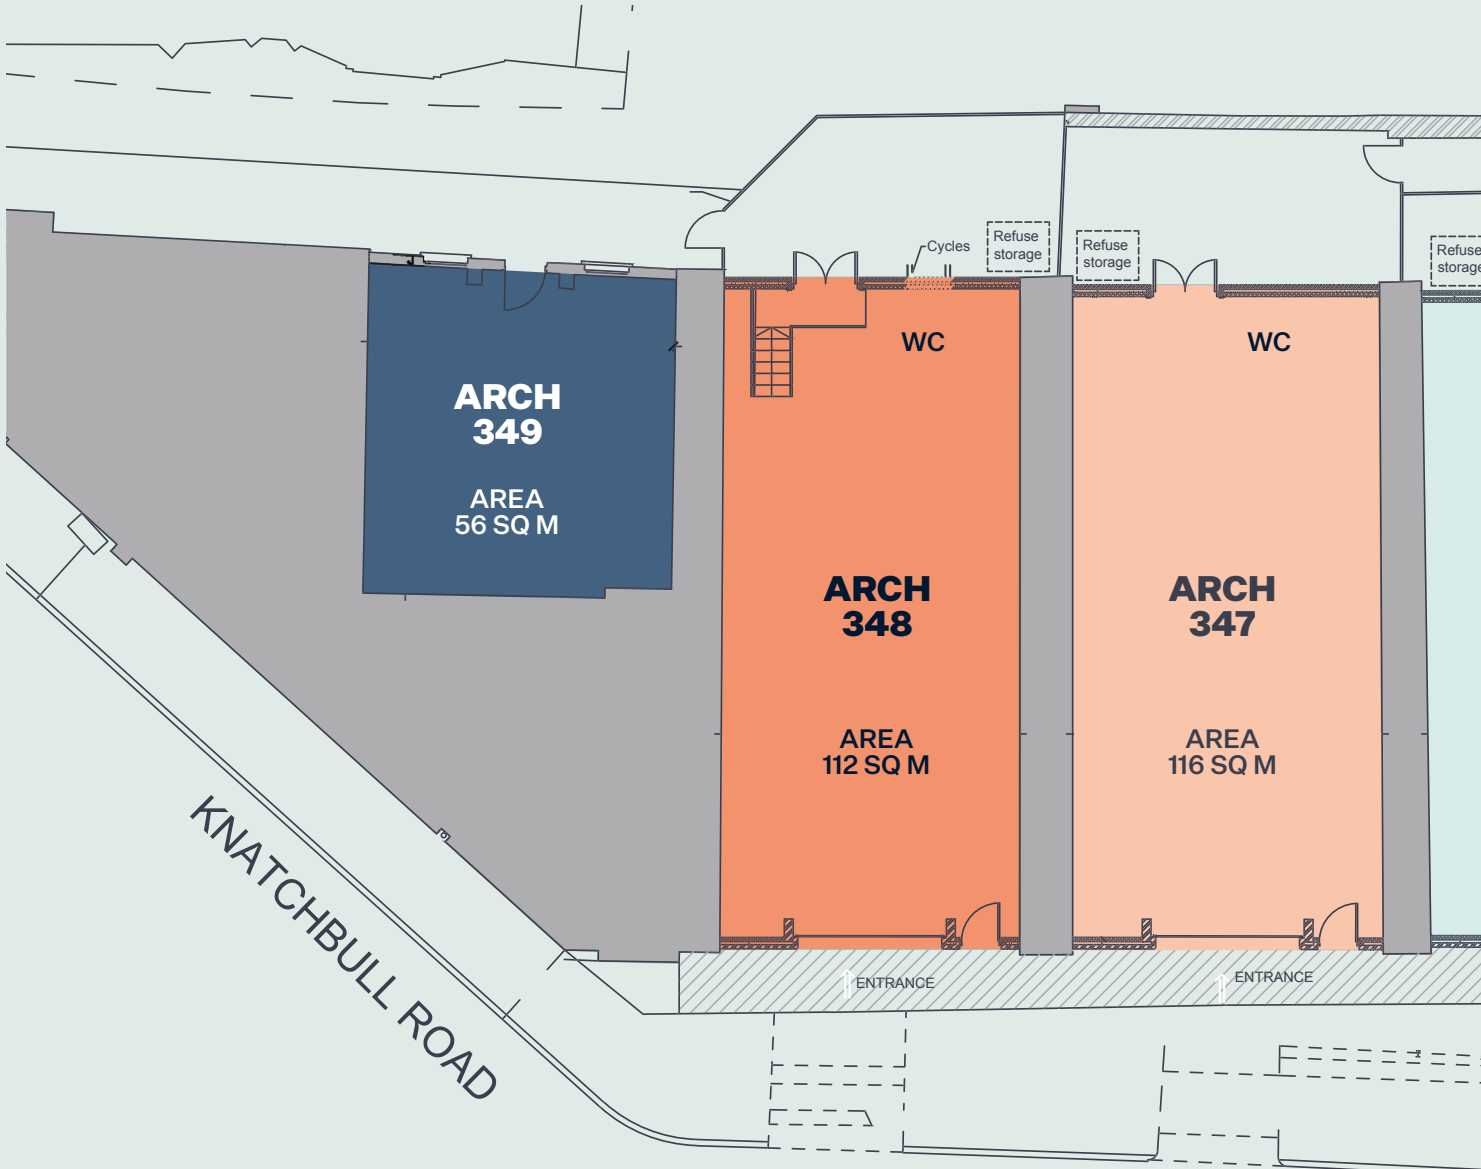 Cycles
Refuse
storage
Refuse
storage
Refuse
storage
WC
WC
ARCH
349
AREA
56 SQ M
ARCH
348
AREA
112 SQ M
ARCH
347
AREA
116 SQ M
ENTRANCE
ENTRANCE
KNATCHBULL ROAD